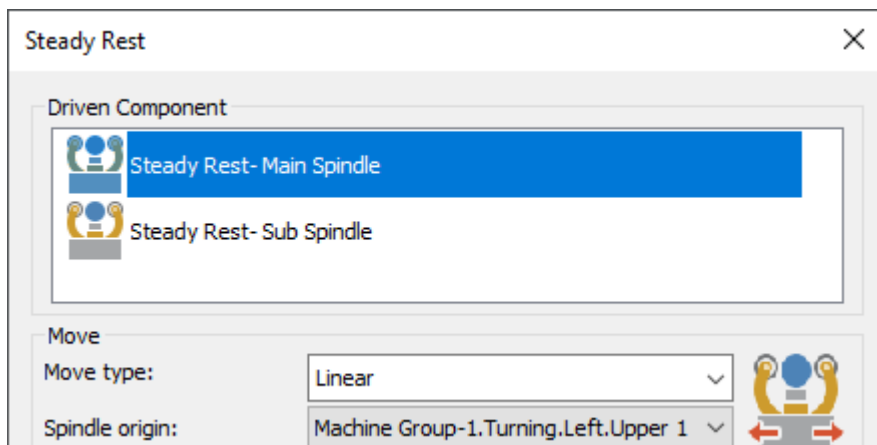 Steady Rest
Driven Component
Steady Rest- Main Spindle
Steady Rest- Sub Spindle
Move
Move type: Linear
Spindle origin: Machine Group-1.Turning.Left.Upper 1